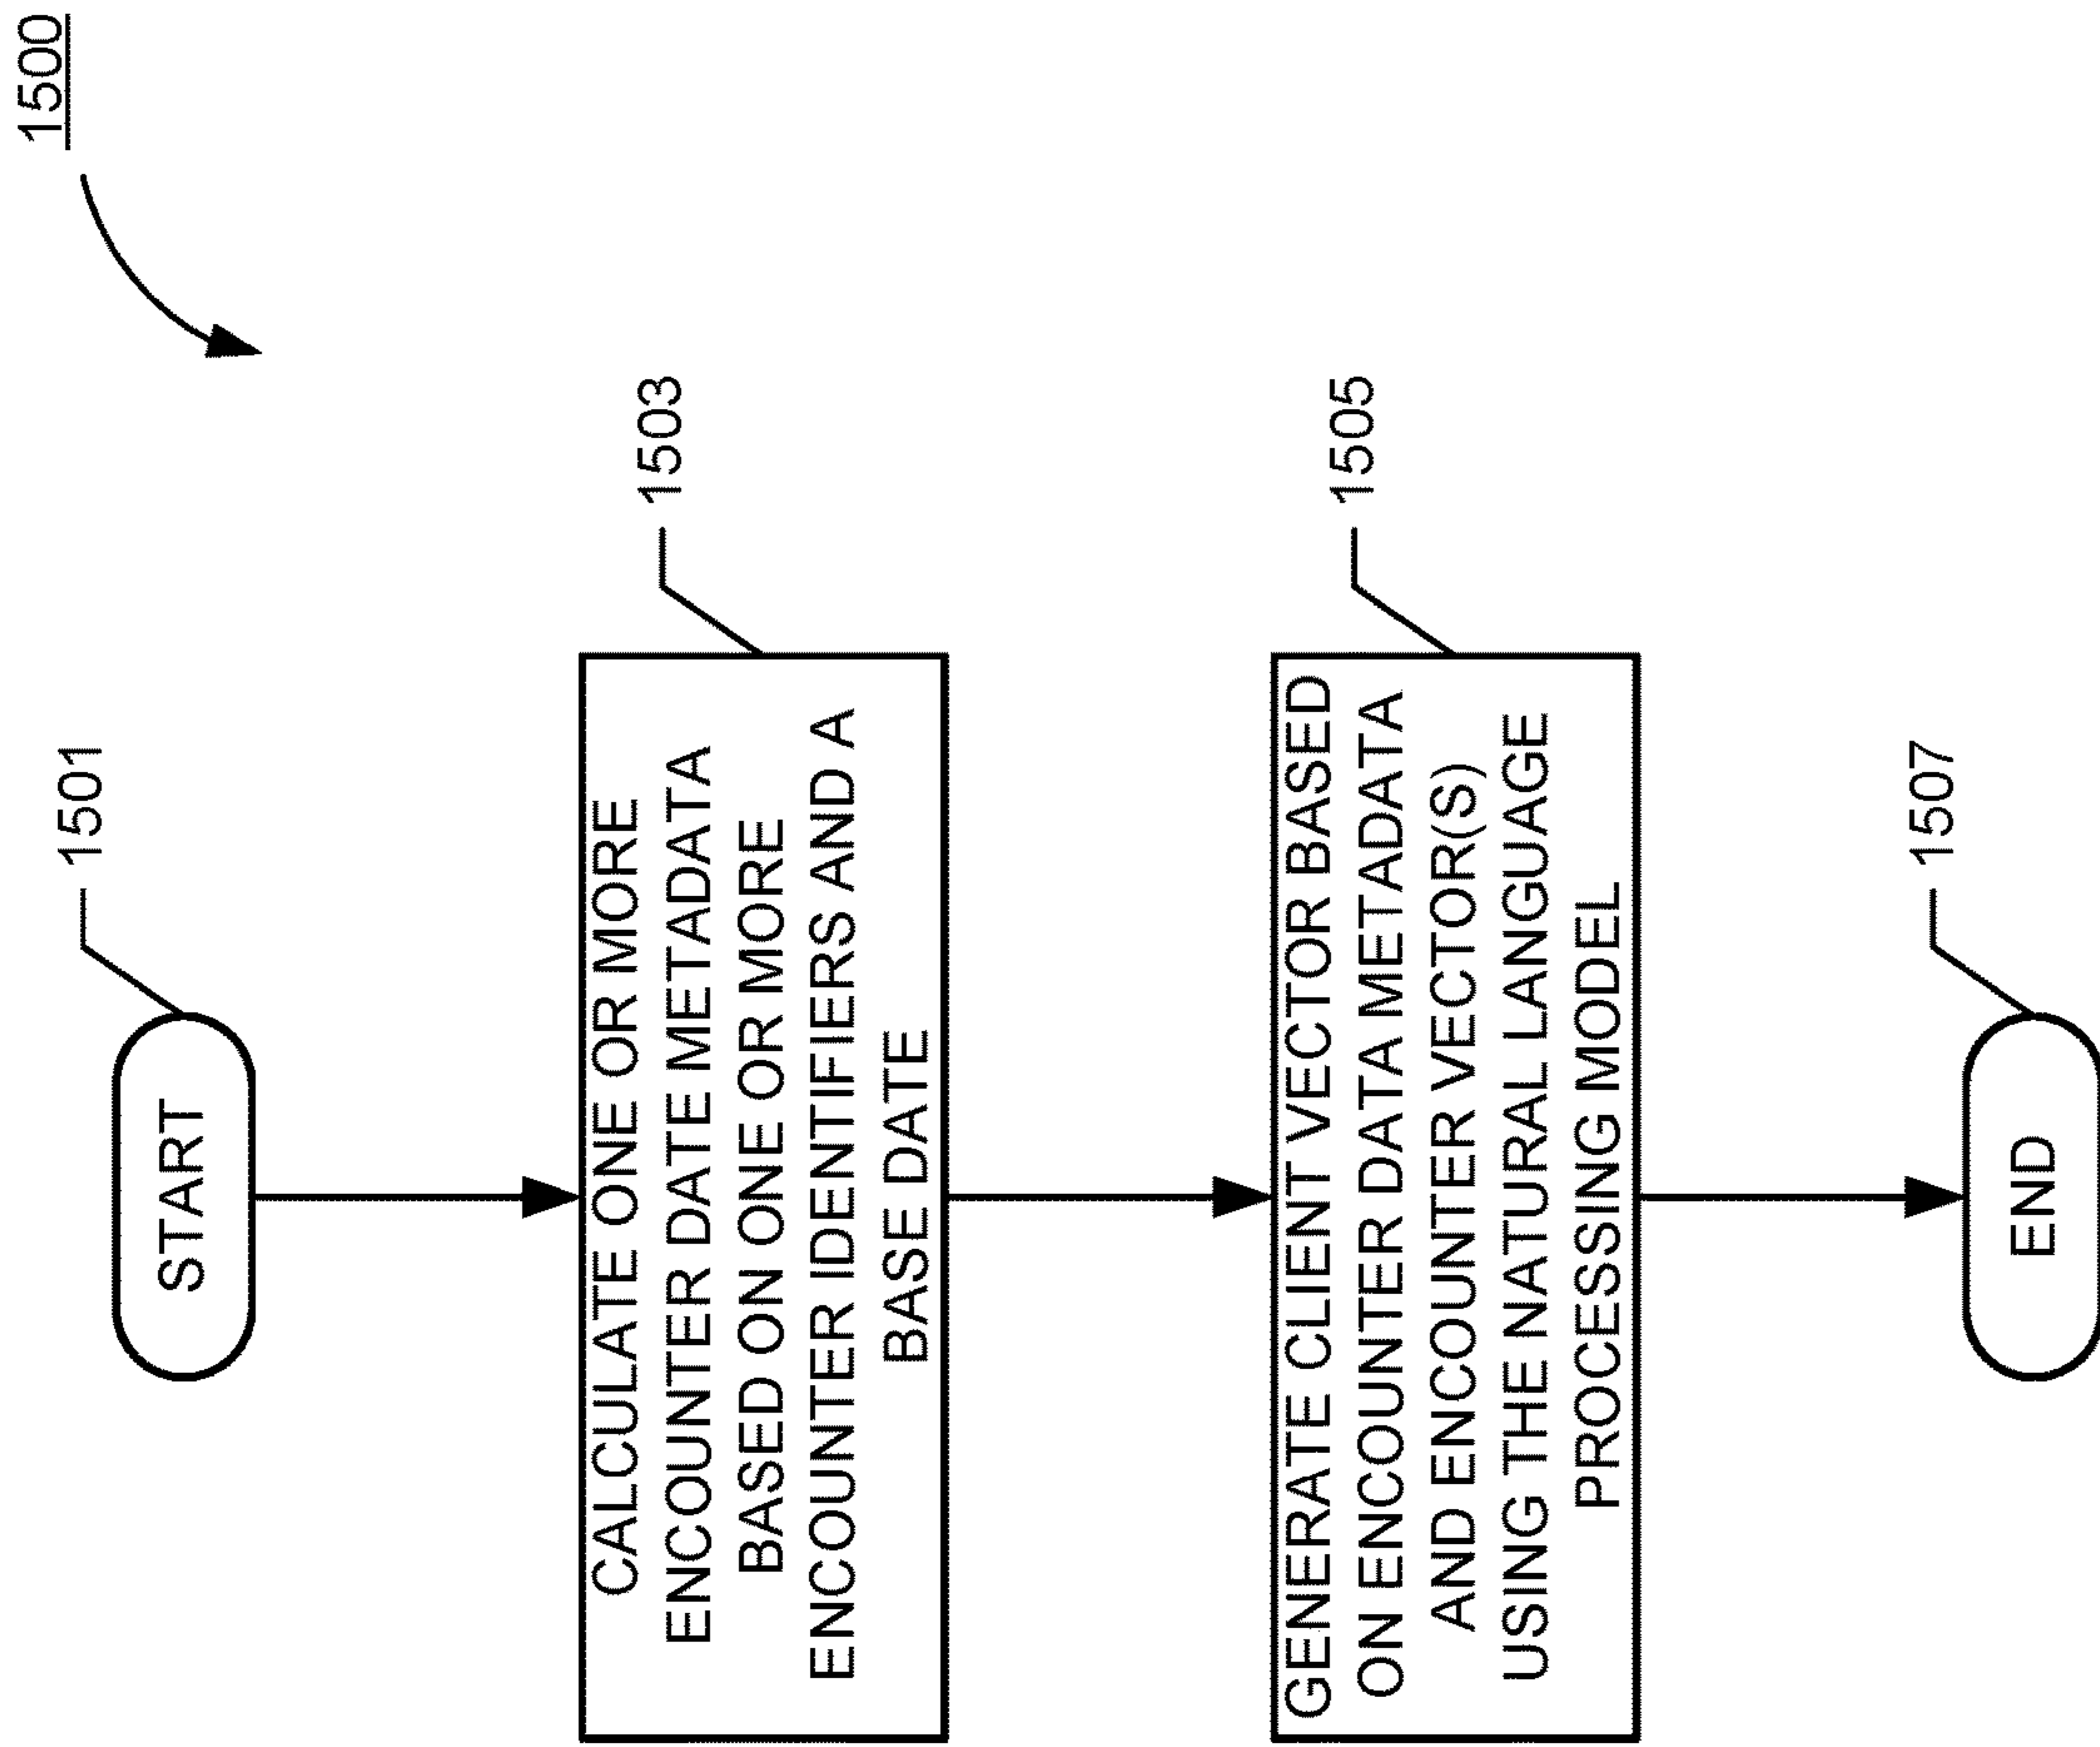 1500
1501
START
1503
CALCULATE ONE OR MORE
ENCOUNTER DATE METADATA
BASED ON ONE OR MORE
ENCOUNTER IDENTIFIERS AND A
BASE DATE
1505
GENERATE CLIENT VECTOR BASED
ON ENCOUNTER DATA METADATA
AND ENCOUNTER VECTOR(S)
USING THE NATURAL LANGUAGE
PROCESSING MODEL
1507
END